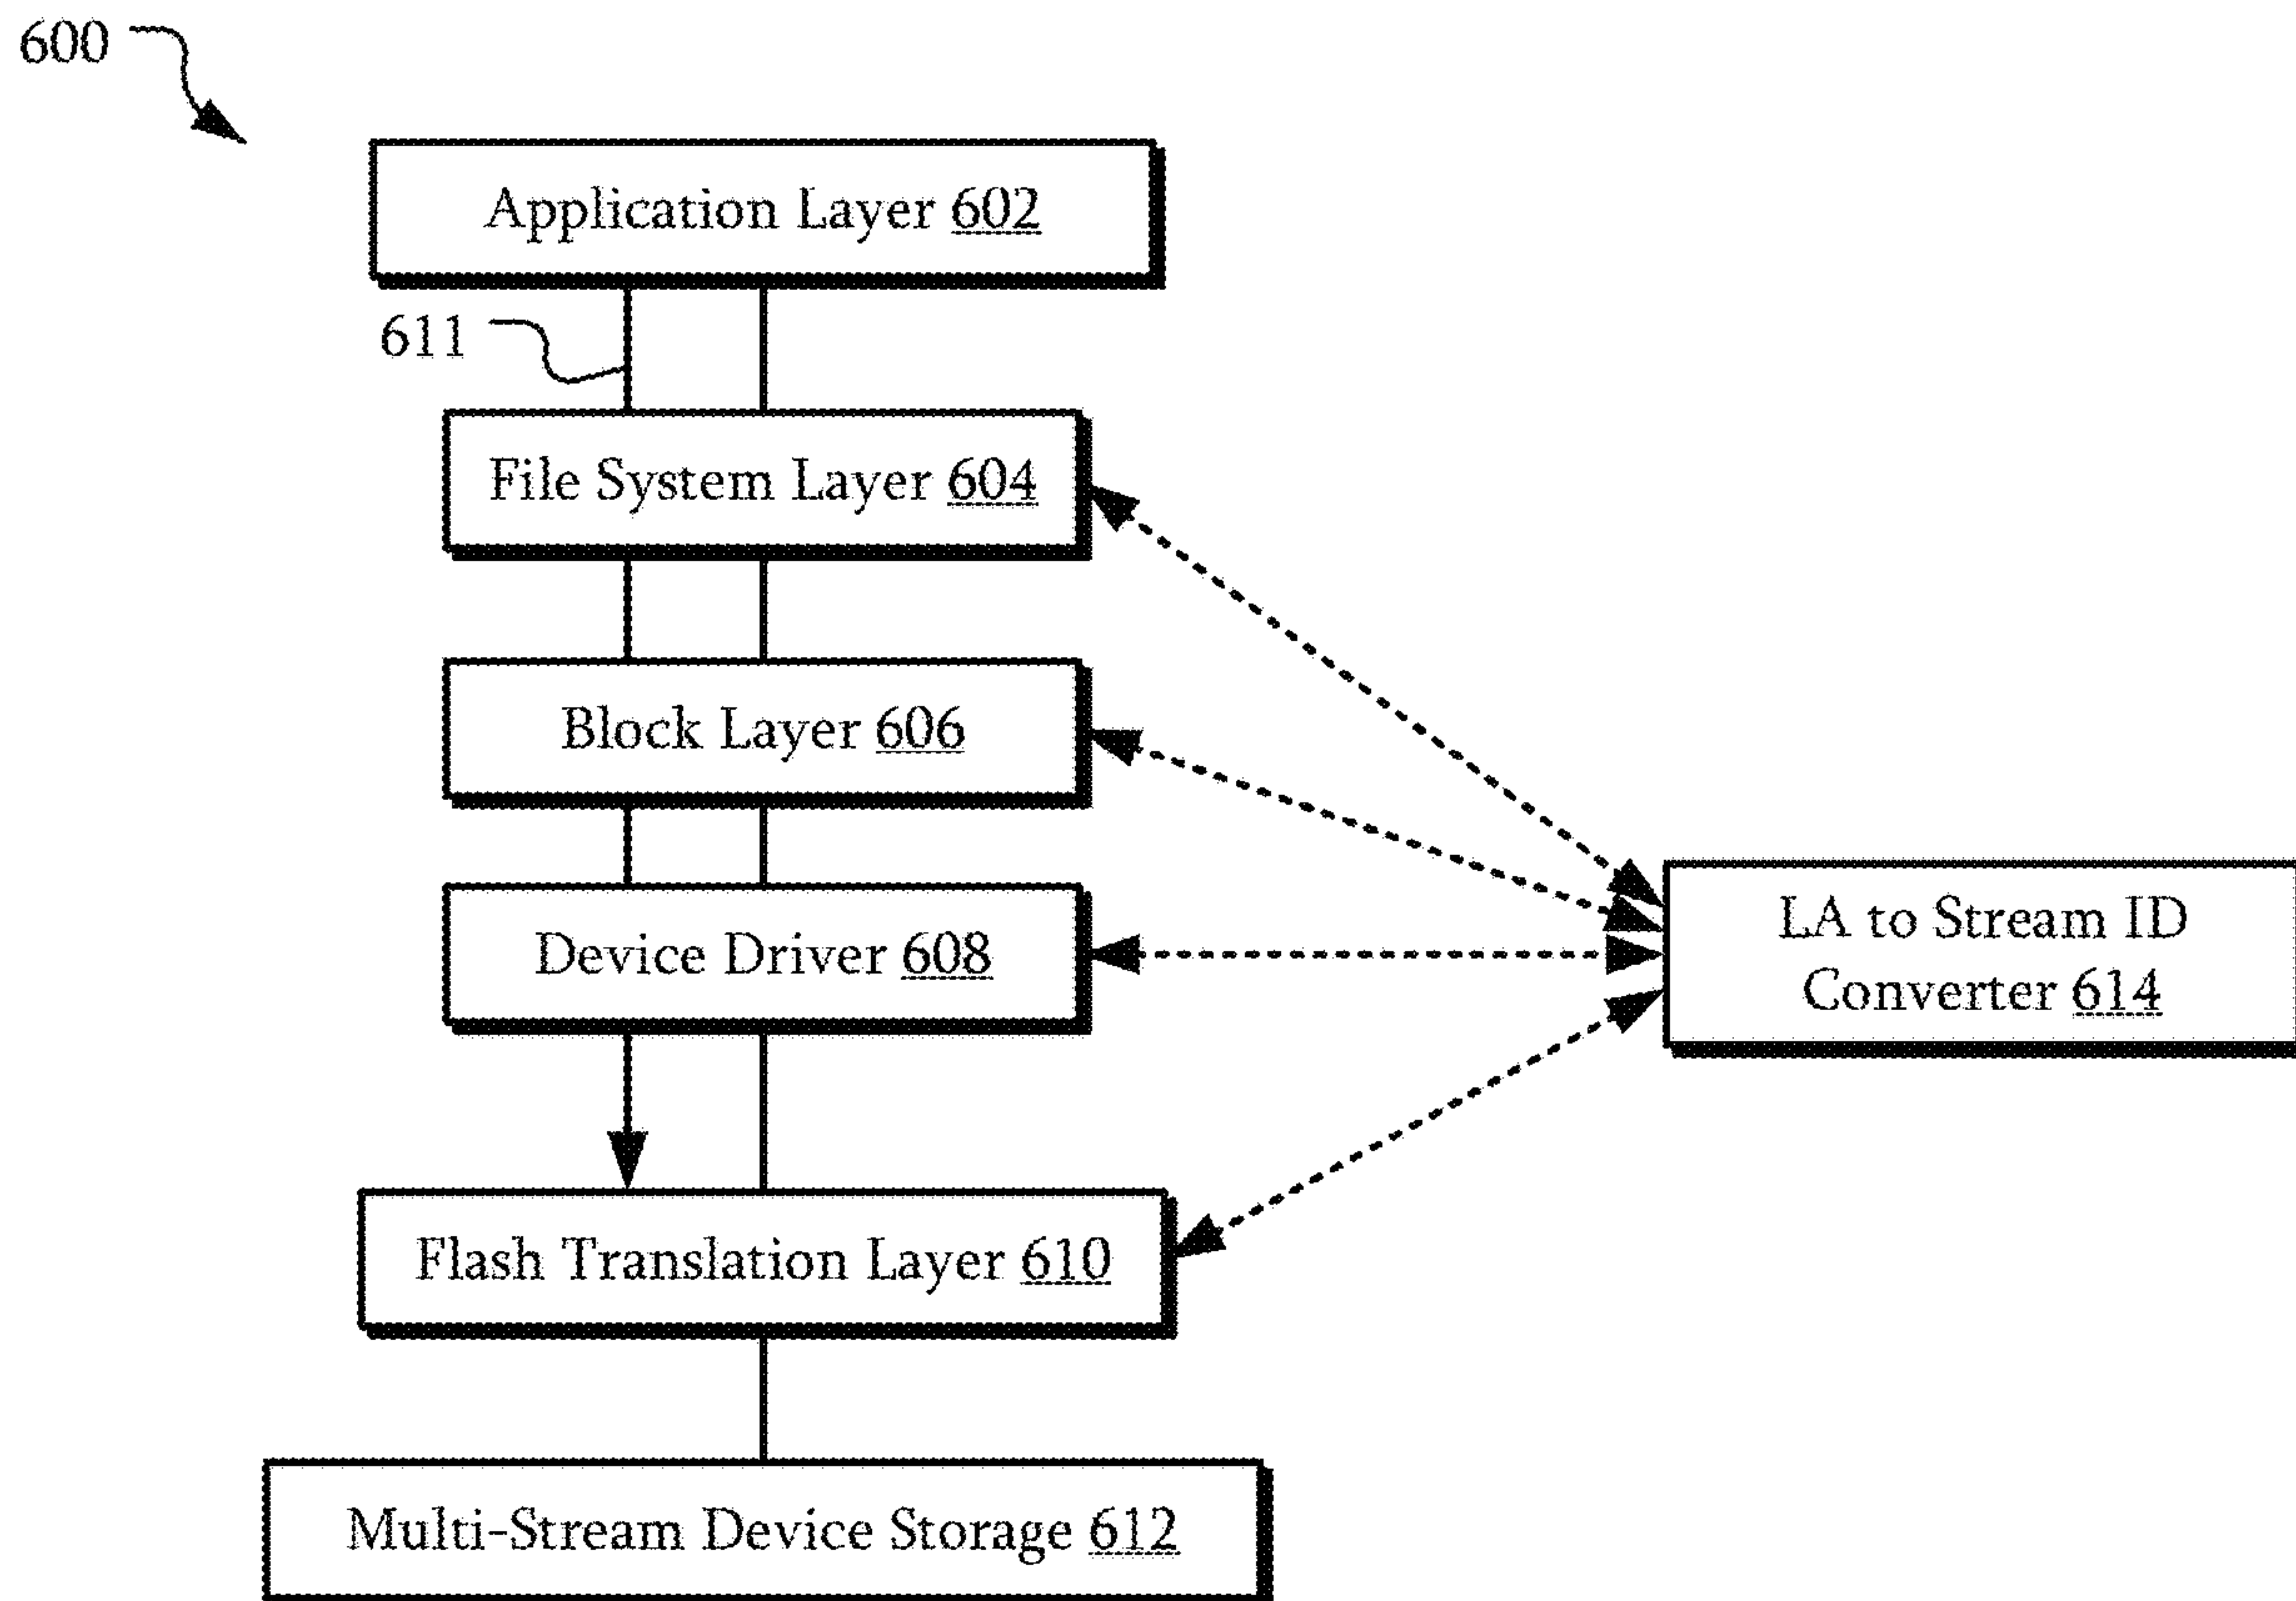 600
Application Layer 602
611
File System Layer 604
Block Layer 606
Device Driver 608
LA to Stream ID
Converter 614
Flash Translation Layer 610
Multi-Stream Device Storage 612